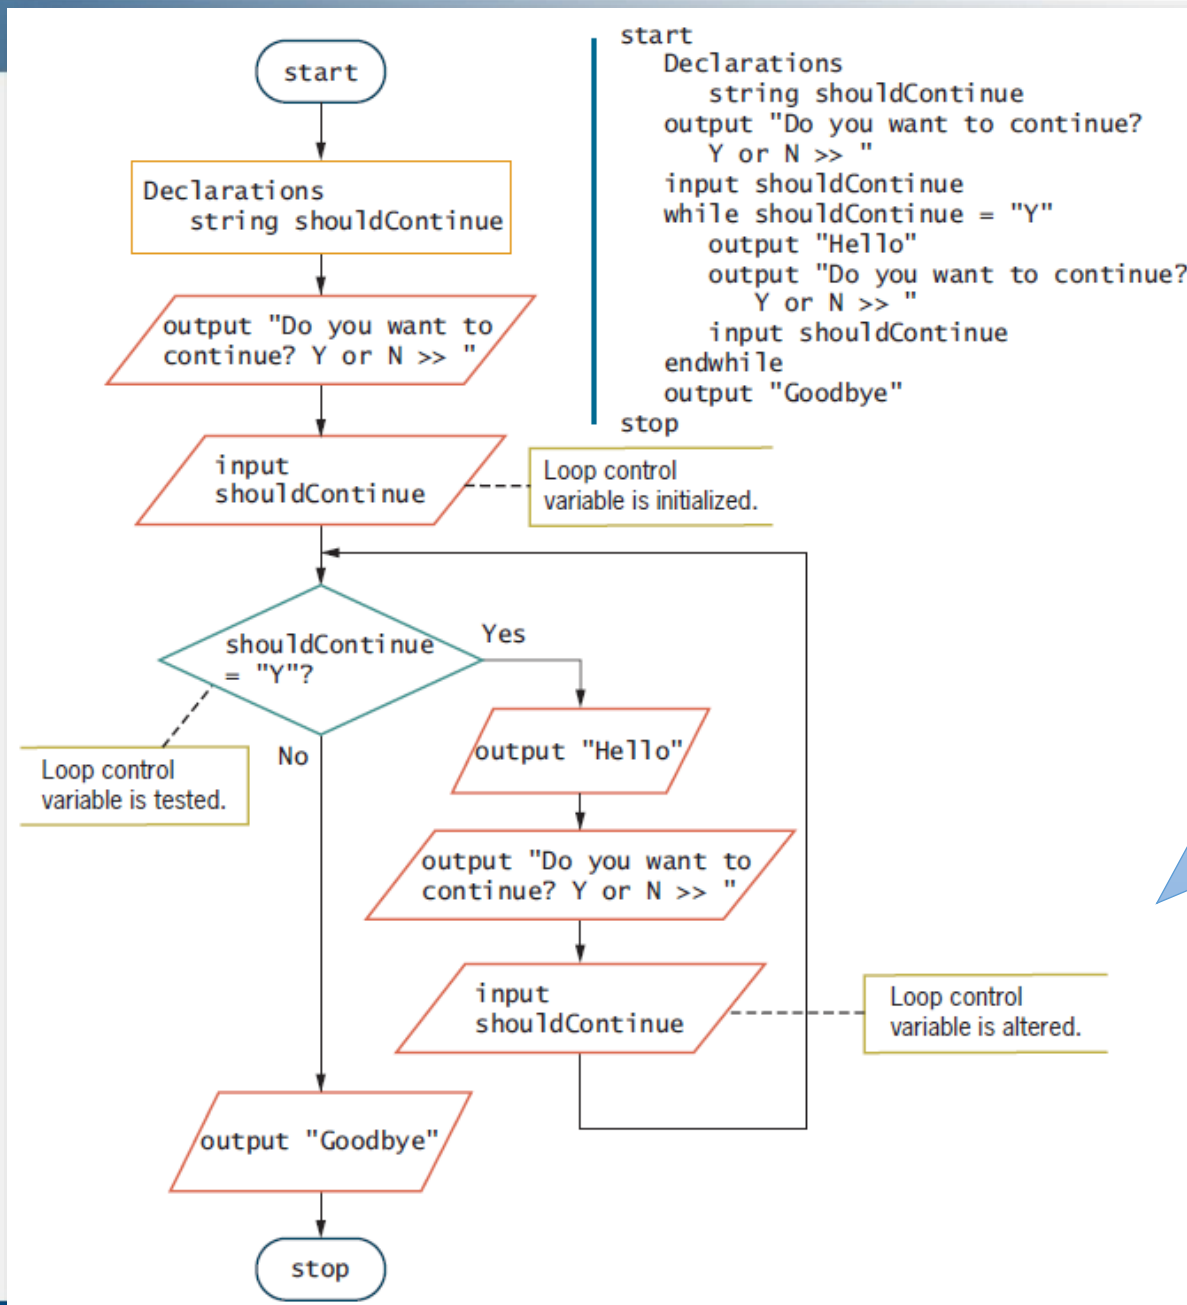 start
Declarations
string shouldContinue
output "Do you want to
continue? Y or N >> "
input
shouldContinue
Loop control
variable is initialized.
shouldContinue
= "Y"?
Yes
No
Loop control
variable is tested.
output "Hello"
output "Do you want to
continue? Y or N >> "
input
shouldContinue
Loop control
variable is altered.
output "Goodbye"
stop
start
Declarations
string shouldContinue
output "Do you want to continue?
Y or N >> "
input shouldContinue
while shouldContinue = "Y"
output "Hello"
output "Do you want to continue?
Y or N >> "
input shouldContinue
endwhile
output "Goodbye"
stop